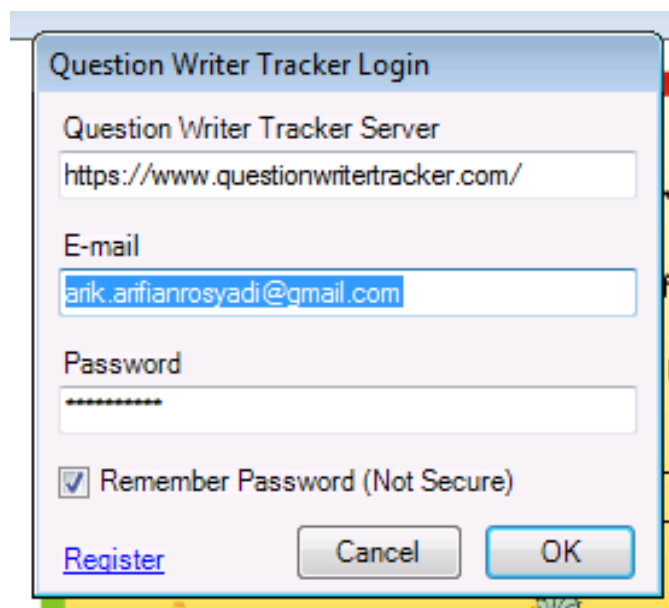 Question Writer Tracker Login
Question Writer Tracker Server
https://www.questionwritertracker.com/
E-mail
arik.arifianrosyadi@gmail.com
Password
**********
Remember Password (Not Secure)
Register Cancel OK